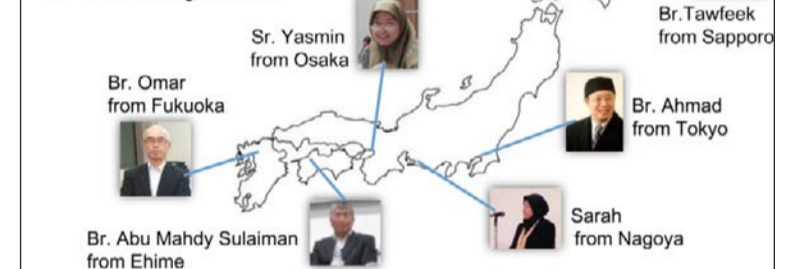 Br.Tawfeek
from Sapporo
Sr. Yasmin
from Osaka
Br. Omar
from Fukuoka
Br. Ahmad
from Tokyo
Sarah
from Nagoya
Br. Abu Mahdy Sulaiman
from Ehime